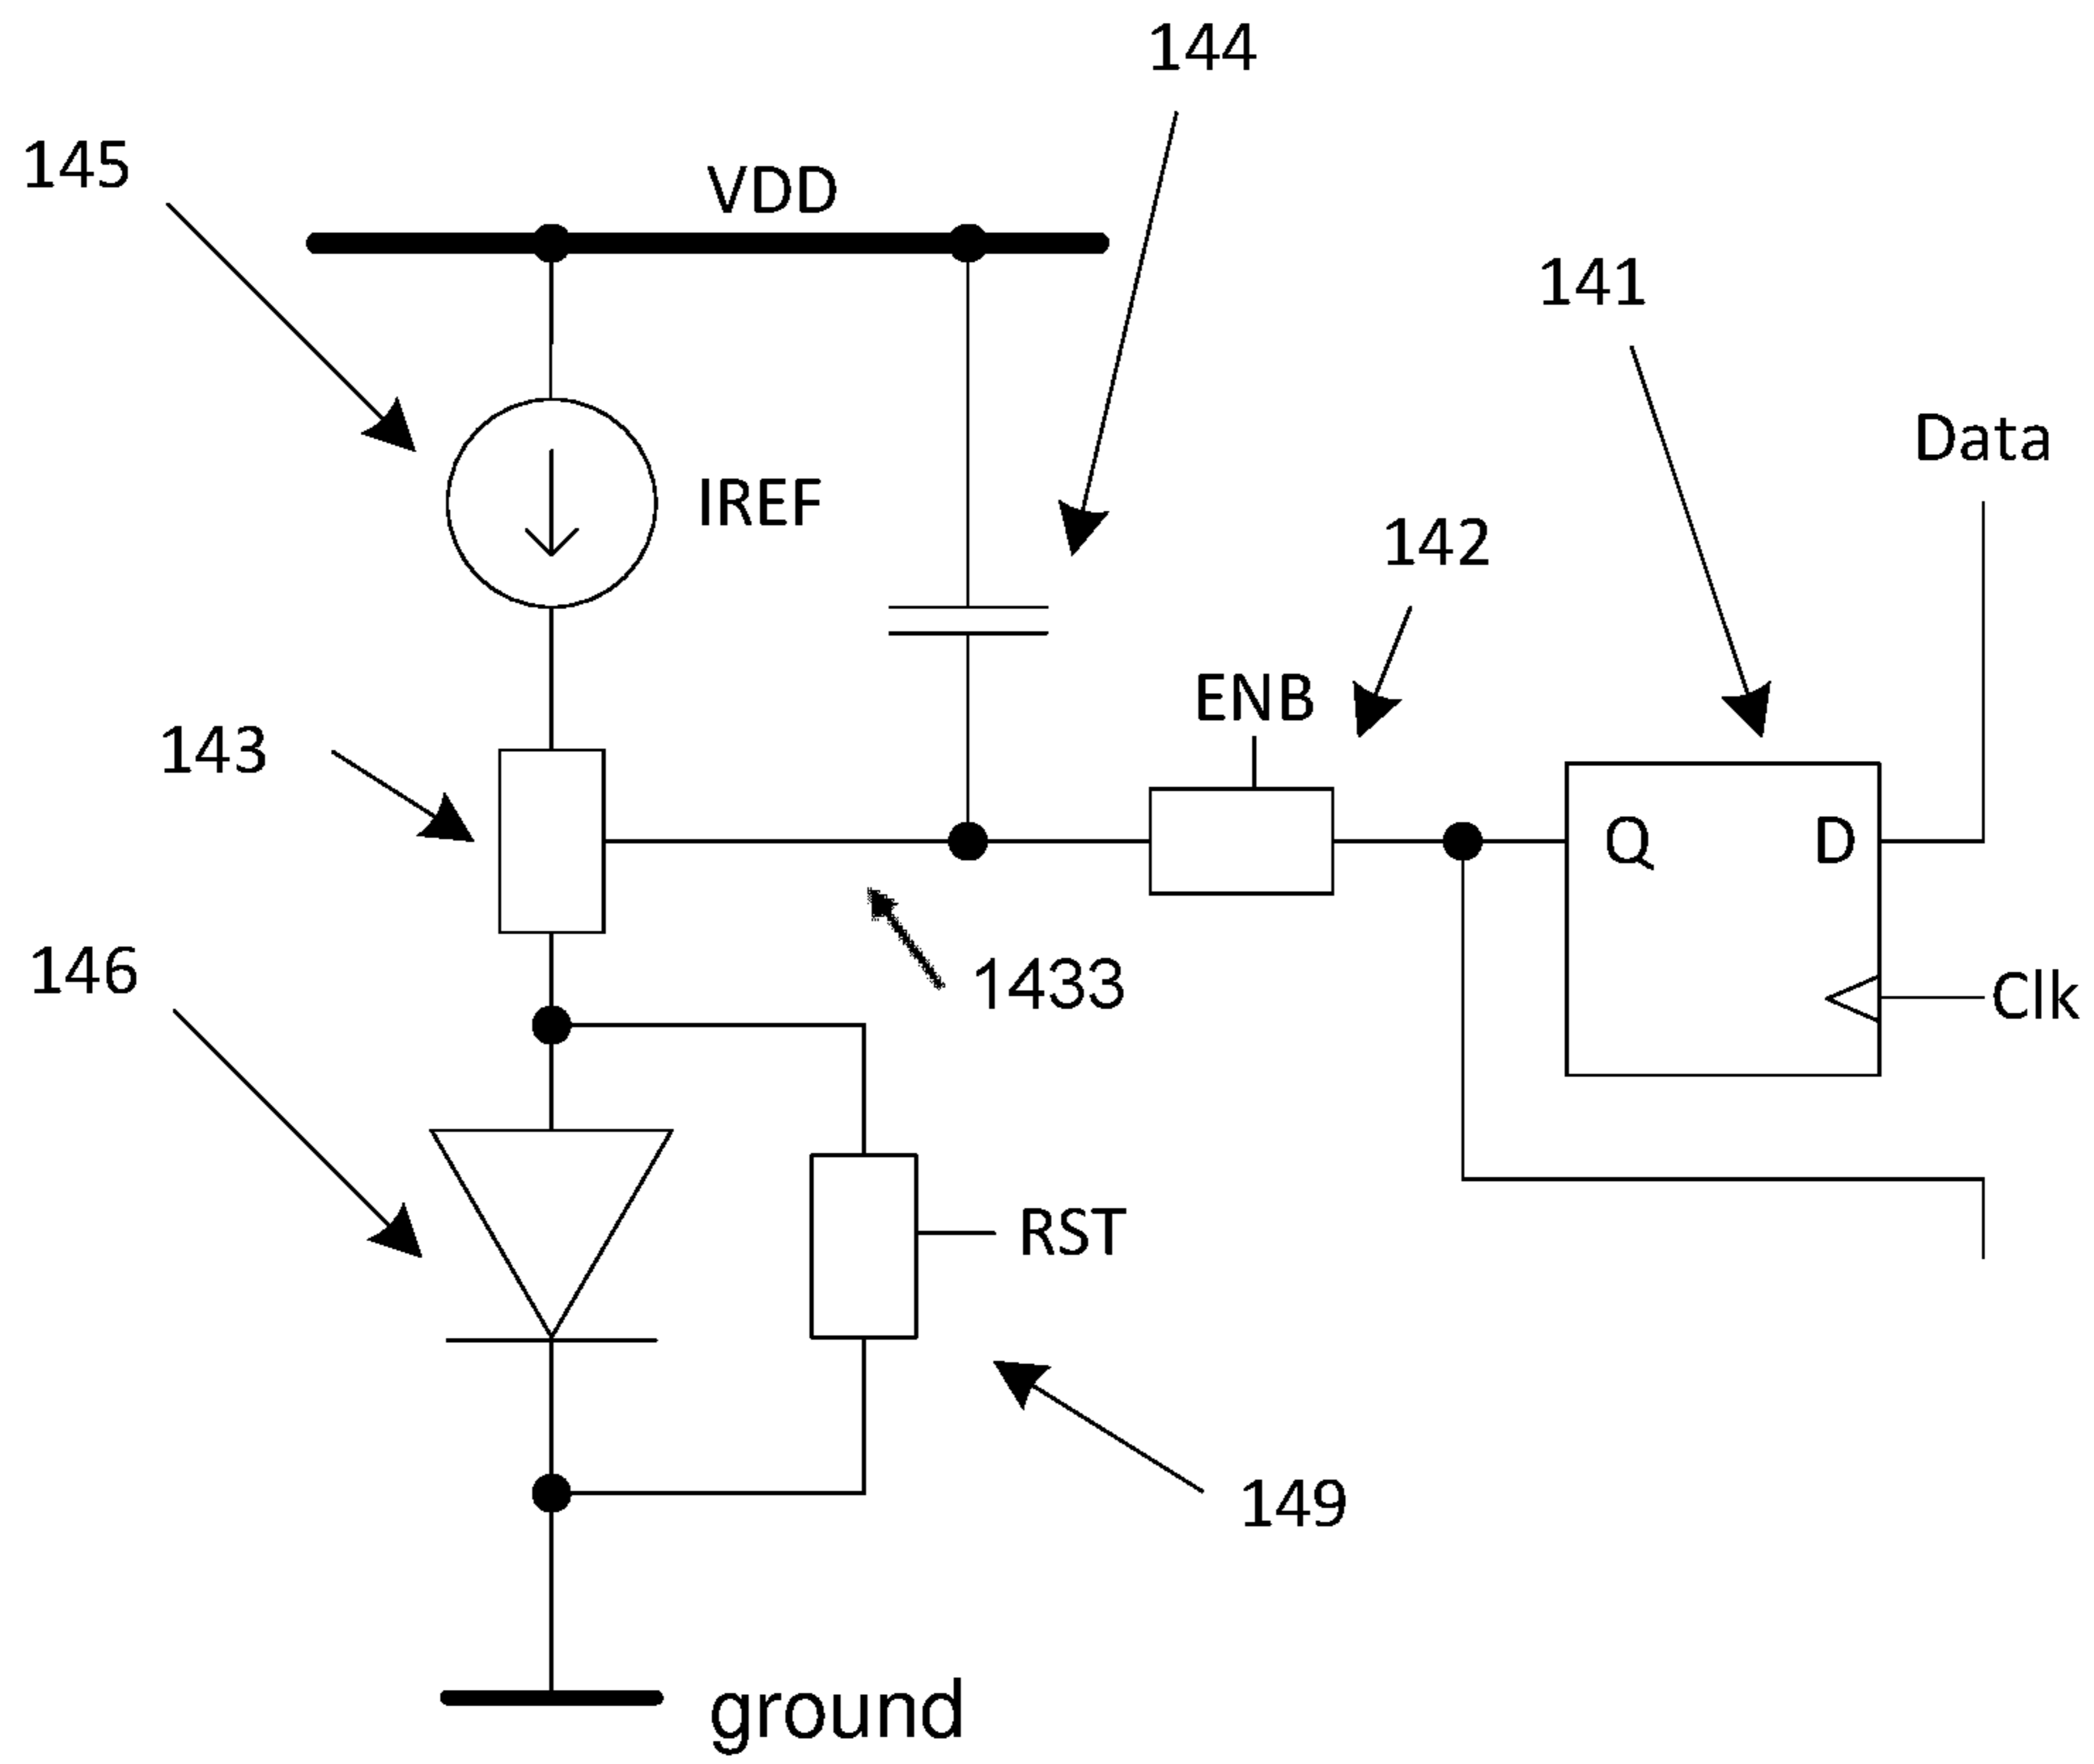 144
145
VDD
141
Data
IREF
142
ENB
143
Q
D
146
1433
Clk
RST
149
ground